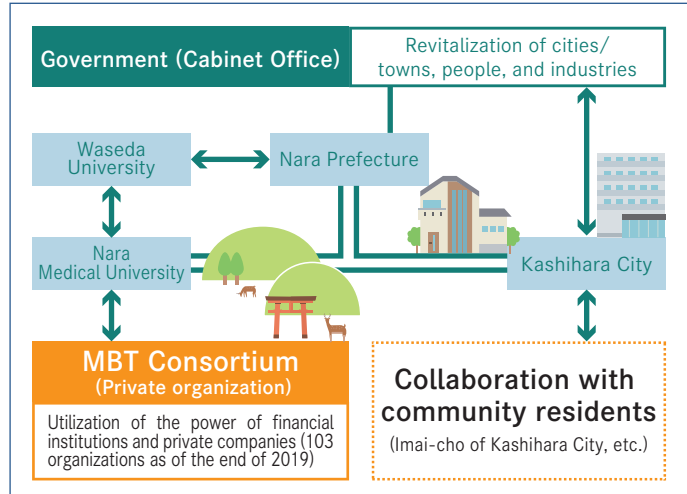 Government (Cabinet Office)
Revitalization of cities/
towns, people, and industries
Waseda
University
Nara Prefecture
Nara
Medical University
Kashihara City
MBT Consortium
(Private organization)
Utilization of the power of financial
institutions and private companies (103
organizations as of the end of 2019)
Collaboration with
community residents
(Imai-cho of Kashihara City, etc.)